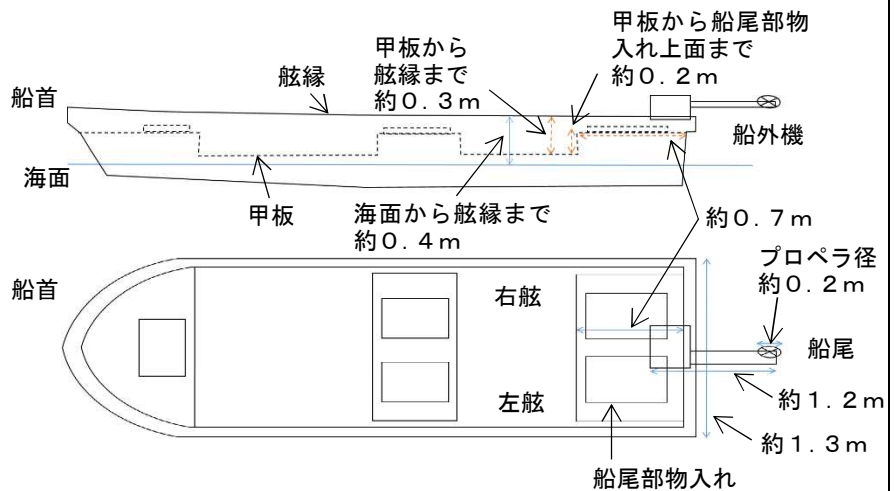 船首
舷縁
甲板から
舷縁まで
約0.3m
甲板から船尾部物
入れ上面まで
約0.2m
船外機
海面
甲板
海面から舷縁まで
約0.4m
約0.7m
プロペラ径
約0.2m
船首
右舷
左舷
船尾
約1.2m
約1.3m
船尾部物入れ